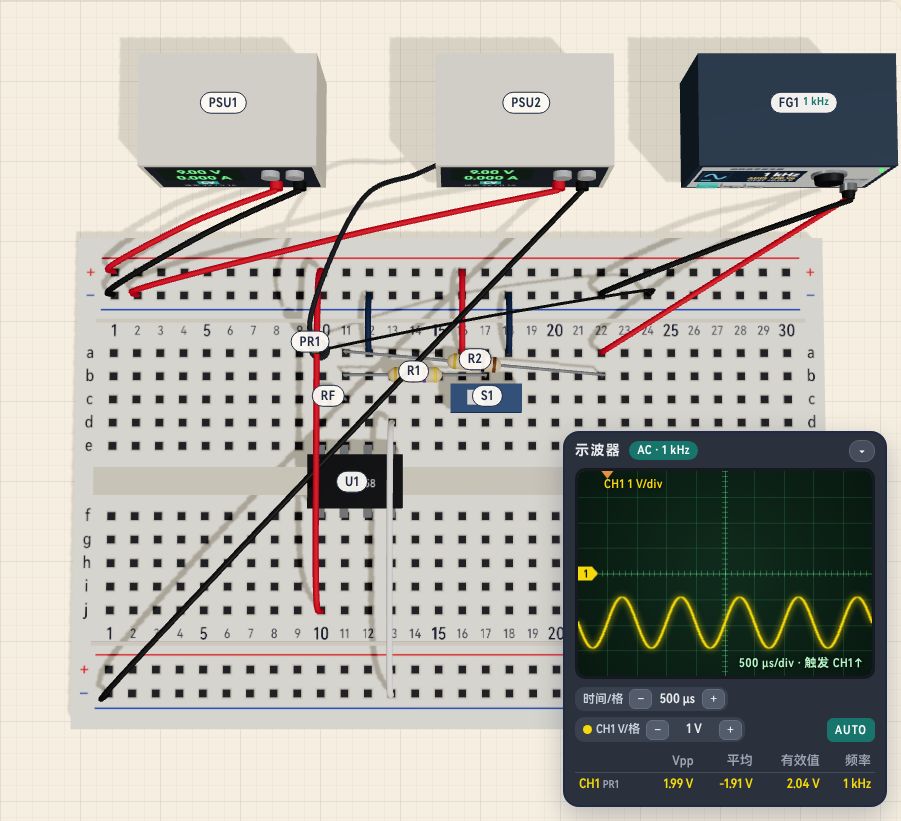 PSU1
PSU2
FG1 1 kHz
9.00 V
0.000 A
9.00 V
0.000 A
1 kHz
+ +
− −
1 2 3 4 5 6 7 8 9 10 11 12 13 14 15 16 17 18 19 20 21 22 23 24 25 26 27 28 29 30
PR1
a a
R2
b R1 b
c RF S1 c
d d
e
U1
f
g
h
i
j
1 2 3 4 5 6 7 8 9 10 11 12 13 14 15 16 17 18 19 20
+
−
示波器 AC · 1 kHz
CH1 1 V/div
1
500 µs/div · 触发 CH1↑
时间/格 − 500 µs +
CH1 V/格 − 1 V + AUTO
Vpp 平均 有效值 频率
CH1 PR1 1.99 V -1.91 V 2.04 V 1 kHz